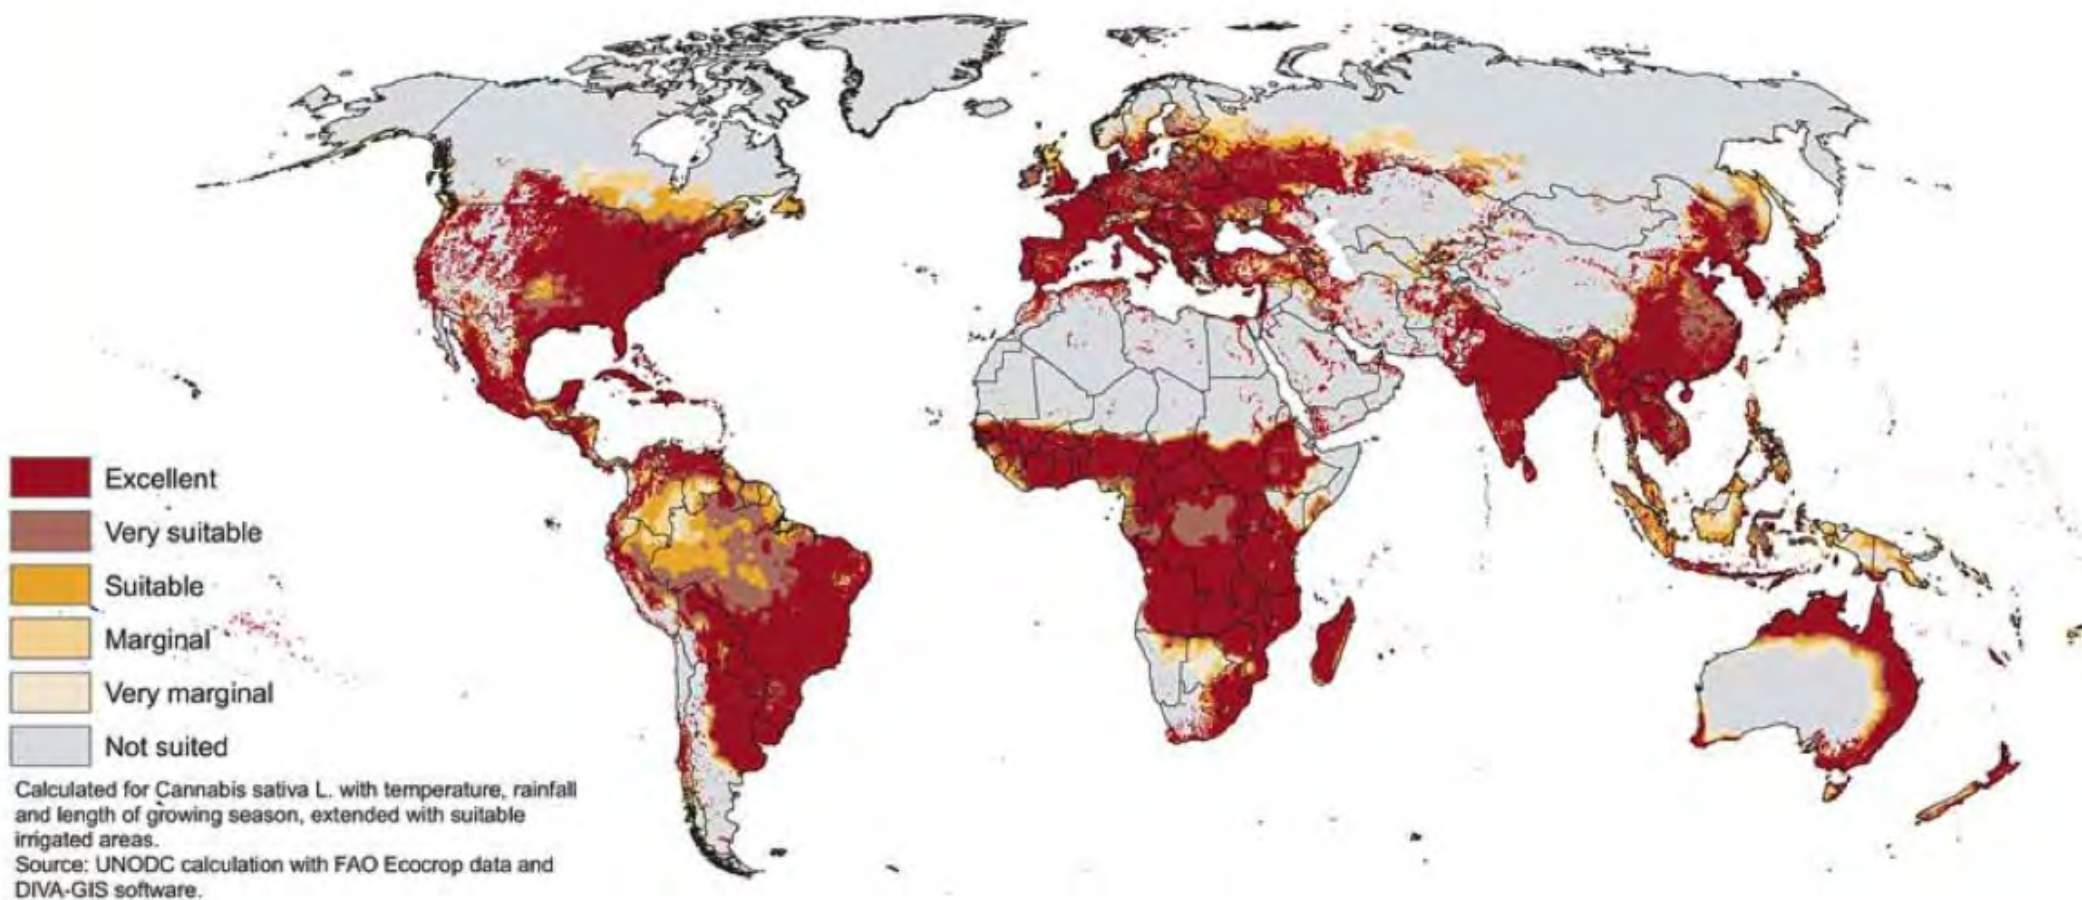 Excellent
Very suitable
Suitable
Marginal
Very marginal
Not suited
Calculated for Cannabis sativa L. with temperature, rainfall
and length of growing season, extended with suitable
irrigated areas.
Source: UNODC calculation with FAO Ecocrop data and
DIVA-GIS software.